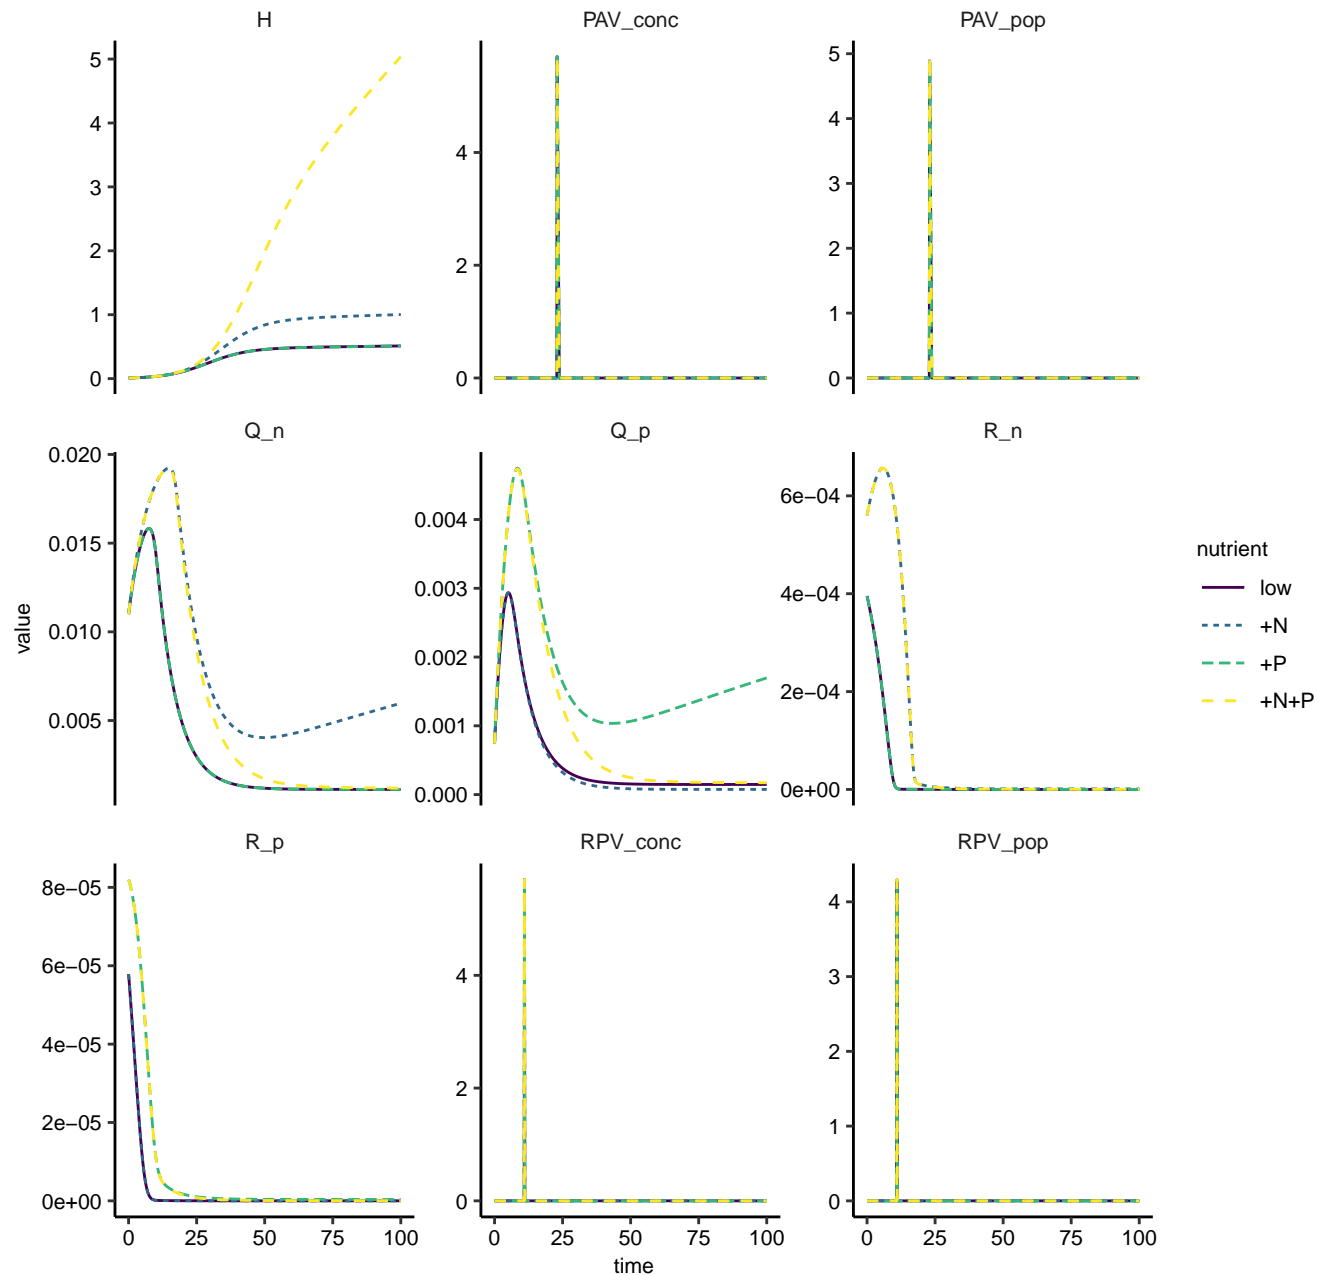 H
PAV_conc
PAV_pop
5
4
3
2
1
0
4
2
0
5
4
3
2
1
0
Q_n
Q_p
R_n
0.020
0.015
0.010
0.005
0.004
0.003
0.002
0.001
0.000
6e−04
4e−04
2e−04
0e+00
R_p
RPV_conc
RPV_pop
8e−05
6e−05
4e−05
2e−05
0e+00
4
2
0
4
3
2
1
0
0 25 50 75 100
0 25 50 75 100
0 25 50 75 100
time
value
nutrient
low
+N
+P
+N+P